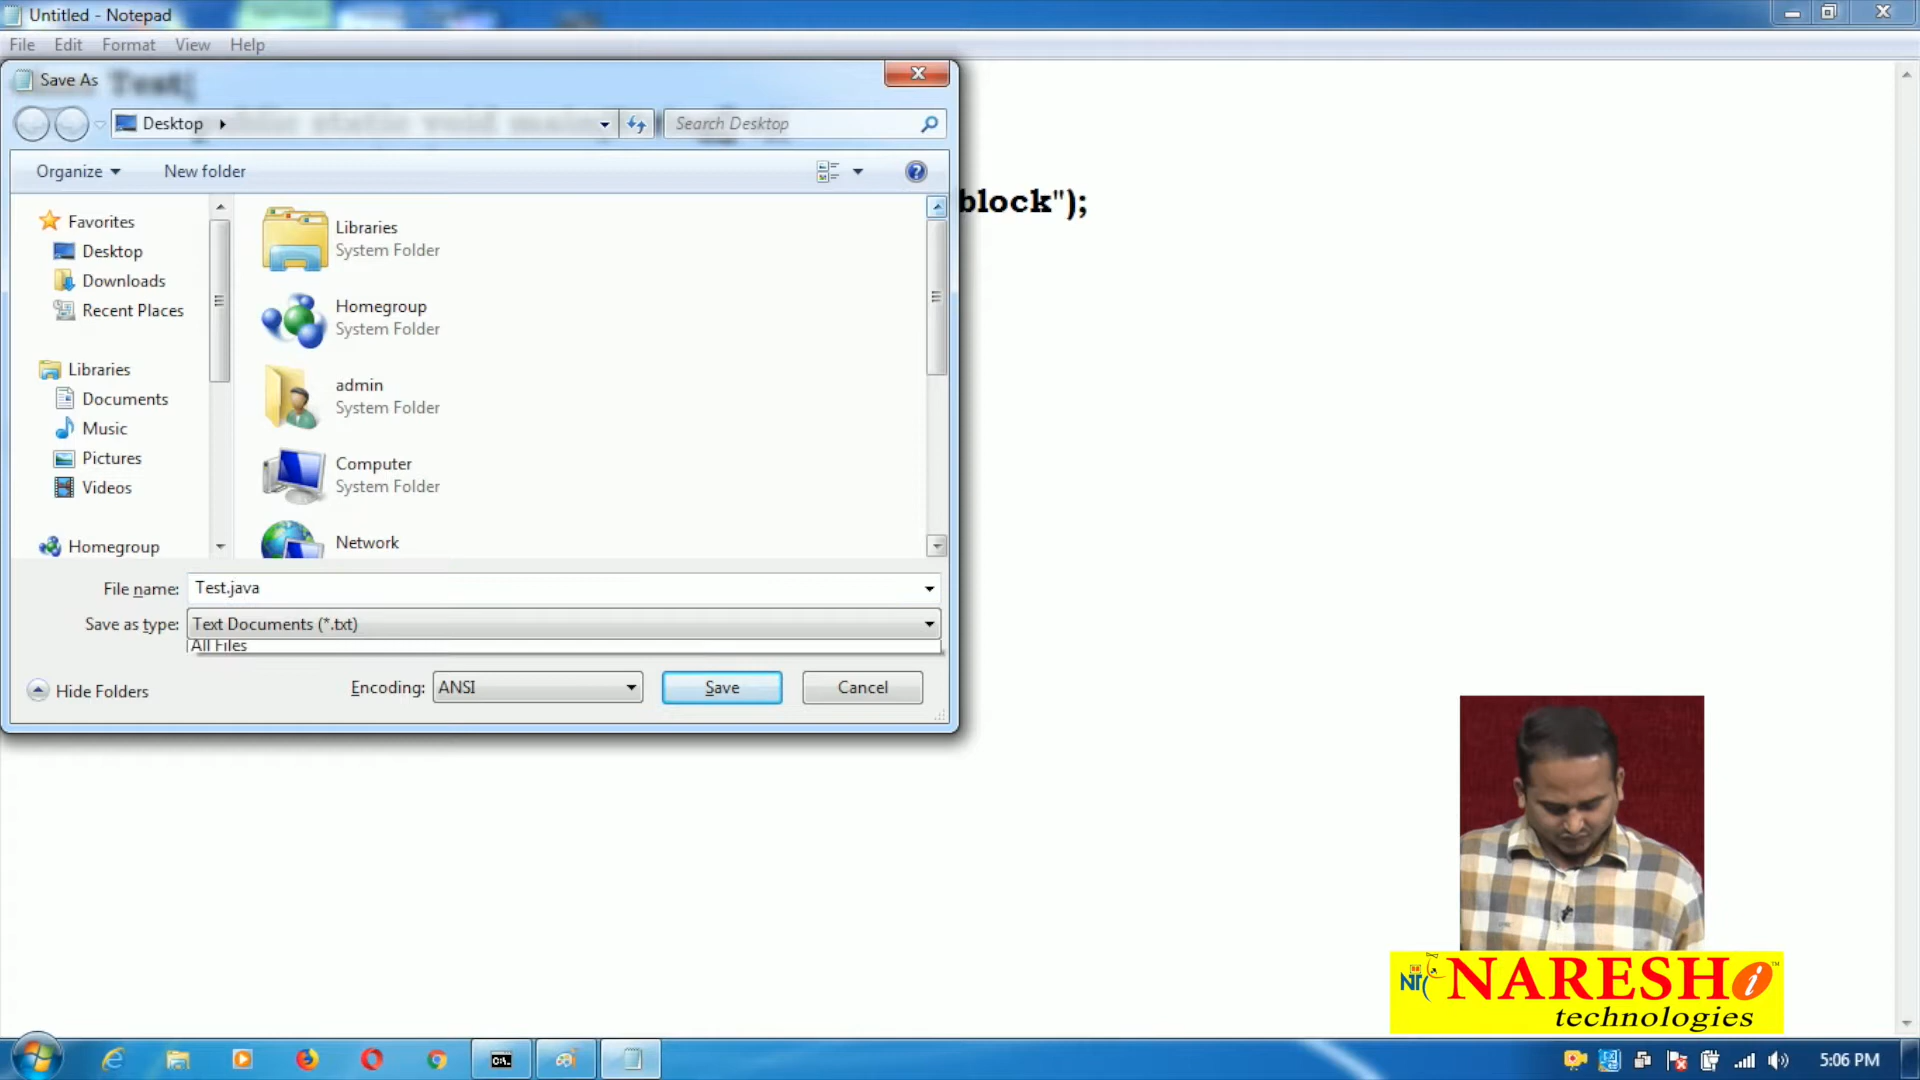 Untitled - Notepad
File Edit Format View Help
Save As
Test{
Desktop
Search Desktop
Organize
New folder
block");
Favorites
Desktop
Downloads
Recent Places
Libraries
Documents
Music
Pictures
Videos
Homegroup
Libraries
System Folder
Homegroup
System Folder
admin
System Folder
Computer
System Folder
Network
File name: Test.java
Save as type: Text Documents (*.txt)
All Files
Hide Folders
Encoding: ANSI
Save
Cancel
NARESH i ™
technologies
5:06 PM